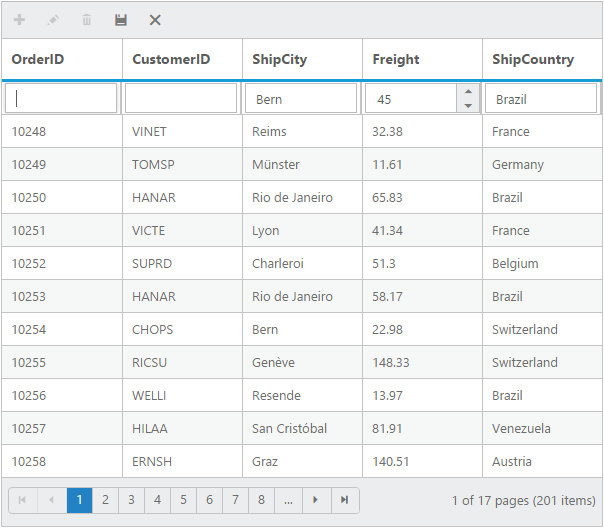 OrderID CustomerID ShipCity Freight ShipCountry
Bern 45 Brazil
10248 VINET Reims 32.38 France
10249 TOMSP Münster 11.61 Germany
10250 HANAR Rio de Janeiro 65.83 Brazil
10251 VICTE Lyon 41.34 France
10252 SUPRD Charleroi 51.3 Belgium
10253 HANAR Rio de Janeiro 58.17 Brazil
10254 CHOPS Bern 22.98 Switzerland
10255 RICSU Genève 148.33 Switzerland
10256 WELLI Resende 13.97 Brazil
10257 HILAA San Cristóbal 81.91 Venezuela
10258 ERNSH Graz 140.51 Austria
1 2 3 4 5 6 7 8 ... 1 of 17 pages (201 items)